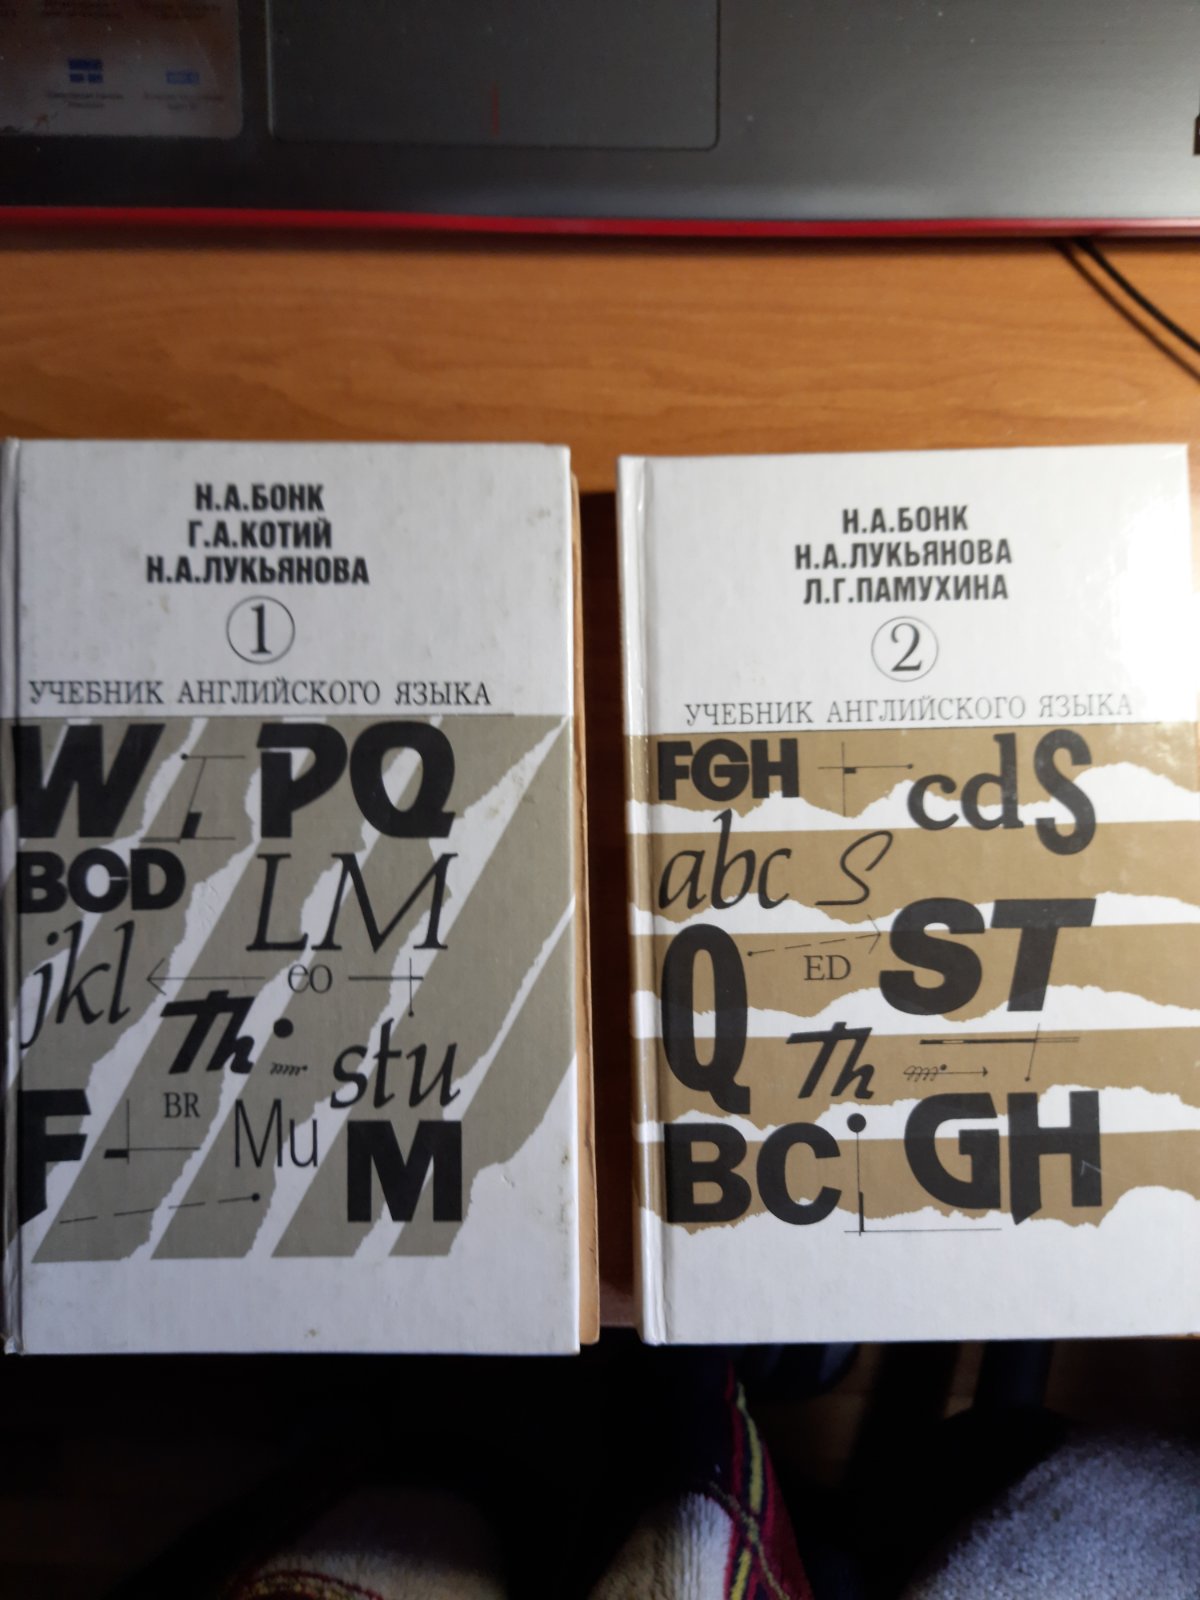 Н.А.БОНК
Г.А.КОТИЙ
Н.А.ЛУКЬЯНОВА
1
УЧЕБНИК АНГЛИЙСКОГО ЯЗЫКА
W
PQ
BCD
LM
jkl
eo
Th
stu
BR
Mu
F
M
Н.А.БОНК
Н.А.ЛУКЬЯНОВА
Л.Г.ПАМУХИНА
2
УЧЕБНИК АНГЛИЙСКОГО ЯЗЫКА
FGH
cdS
abc
S
Q
ED
ST
Th
BC
GH